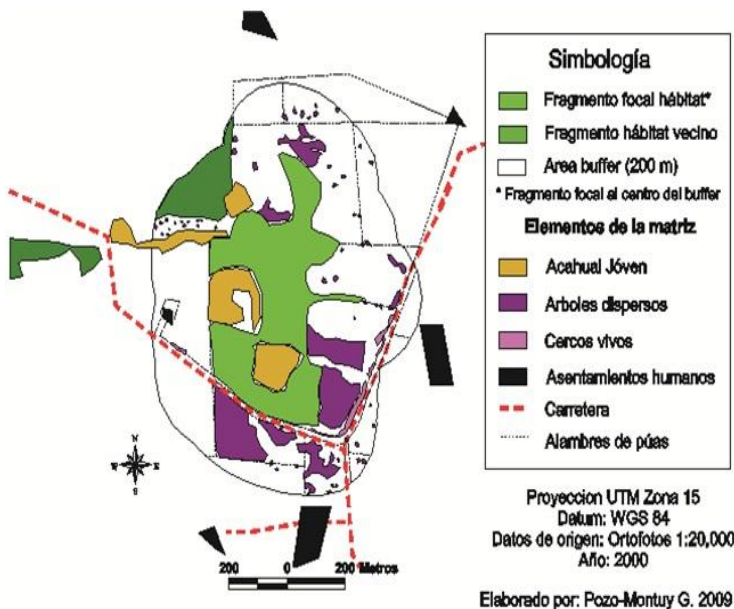 Simbología
Fragmento focal hábitat*
Fragmento hábitat vecino
Area buffer (200 m)
* Fragmento focal al centro del buffer
Elementos de la matriz
Acahual Jóven
Arboles dispersos
Cercos vivos
Asentamientos humanos
Carretera
Alambres de púas
N
W E
S
200 0 200 Metros
Proyeccion UTM Zona 15
Datum: WGS 84
Datos de origen: Ortofotos 1:20,000
Año: 2000
Elaborado por: Pozo-Montuy G. 2009